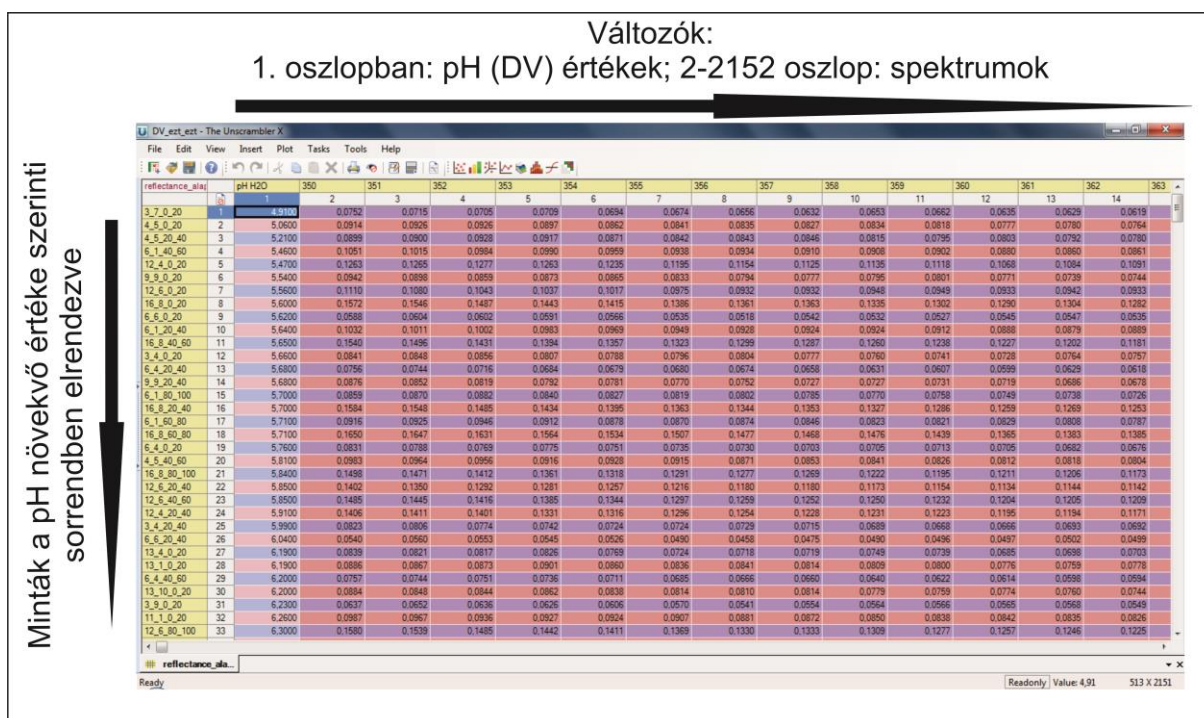 Változók:
1. oszlopban: pH (DV) értékek; 2-2152 oszlop: spektrumok
Minták a pH növekvő értéke szerinti
sorrendben elrendezve
DV_ezt_ezt - The Unscrambler X
File Edit View Insert Plot Tasks Tools Help
reflectance_alap pH H2O 350 351 352 353 354 355 356 357 358 359 360 361 362 363
1 2 3 4 5 6 7 8 9 10 11 12 13 14
3_7_0_20 1 4,9100 0,0752 0,0715 0,0705 0,0709 0,0694 0,0674 0,0656 0,0632 0,0653 0,0662 0,0635 0,0629 0,0619
4_5_0_20 2 5,0600 0,0914 0,0926 0,0926 0,0897 0,0862 0,0841 0,0835 0,0827 0,0834 0,0818 0,0777 0,0780 0,0764
4_5_20_40 3 5,2100 0,0899 0,0900 0,0928 0,0917 0,0871 0,0842 0,0843 0,0846 0,0815 0,0795 0,0803 0,0792 0,0780
6_1_40_60 4 5,4600 0,1051 0,1015 0,0984 0,0990 0,0959 0,0938 0,0934 0,0910 0,0908 0,0902 0,0880 0,0860 0,0861
12_4_0_20 5 5,4700 0,1263 0,1265 0,1277 0,1263 0,1235 0,1195 0,1154 0,1125 0,1135 0,1118 0,1068 0,1084 0,1091
9_9_0_20 6 5,5400 0,0942 0,0898 0,0859 0,0873 0,0865 0,0833 0,0794 0,0777 0,0795 0,0801 0,0771 0,0739 0,0744
12_6_0_20 7 5,5600 0,1110 0,1080 0,1043 0,1037 0,1017 0,0975 0,0932 0,0932 0,0948 0,0949 0,0933 0,0942 0,0933
16_8_0_20 8 5,6000 0,1572 0,1546 0,1487 0,1443 0,1415 0,1386 0,1361 0,1363 0,1335 0,1302 0,1290 0,1304 0,1282
6_6_0_20 9 5,6200 0,0588 0,0604 0,0602 0,0591 0,0566 0,0535 0,0518 0,0542 0,0532 0,0527 0,0545 0,0547 0,0535
6_1_20_40 10 5,6400 0,1032 0,1011 0,1002 0,0983 0,0969 0,0949 0,0928 0,0924 0,0924 0,0912 0,0888 0,0879 0,0889
16_8_40_60 11 5,6500 0,1540 0,1496 0,1431 0,1394 0,1357 0,1323 0,1299 0,1287 0,1260 0,1238 0,1227 0,1202 0,1181
3_4_0_20 12 5,6600 0,0841 0,0848 0,0856 0,0807 0,0788 0,0796 0,0804 0,0777 0,0760 0,0741 0,0728 0,0764 0,0757
6_4_20_40 13 5,6800 0,0756 0,0744 0,0716 0,0684 0,0679 0,0680 0,0674 0,0658 0,0631 0,0607 0,0599 0,0629 0,0618
9_9_20_40 14 5,6800 0,0876 0,0852 0,0819 0,0792 0,0781 0,0770 0,0752 0,0727 0,0727 0,0731 0,0719 0,0686 0,0678
6_1_80_100 15 5,7000 0,0859 0,0870 0,0882 0,0840 0,0827 0,0819 0,0802 0,0785 0,0770 0,0758 0,0749 0,0738 0,0726
16_8_20_40 16 5,7000 0,1584 0,1548 0,1485 0,1434 0,1395 0,1363 0,1344 0,1353 0,1327 0,1286 0,1259 0,1269 0,1253
6_1_60_80 17 5,7100 0,0916 0,0925 0,0946 0,0912 0,0878 0,0870 0,0874 0,0846 0,0823 0,0821 0,0829 0,0808 0,0787
16_8_60_80 18 5,7100 0,1650 0,1647 0,1631 0,1564 0,1534 0,1507 0,1477 0,1468 0,1476 0,1439 0,1365 0,1383 0,1385
6_4_0_20 19 5,7600 0,0831 0,0788 0,0769 0,0775 0,0751 0,0735 0,0730 0,0703 0,0705 0,0713 0,0705 0,0682 0,0676
4_5_40_60 20 5,8100 0,0983 0,0964 0,0956 0,0916 0,0928 0,0915 0,0871 0,0853 0,0841 0,0826 0,0812 0,0818 0,0804
16_8_80_100 21 5,8400 0,1498 0,1471 0,1412 0,1361 0,1318 0,1291 0,1277 0,1269 0,1222 0,1195 0,1211 0,1206 0,1173
12_6_20_40 22 5,8500 0,1402 0,1350 0,1292 0,1281 0,1257 0,1216 0,1180 0,1180 0,1173 0,1154 0,1134 0,1144 0,1142
12_6_40_60 23 5,8500 0,1485 0,1445 0,1416 0,1385 0,1344 0,1297 0,1259 0,1252 0,1250 0,1232 0,1204 0,1205 0,1209
12_4_20_40 24 5,9100 0,1406 0,1411 0,1401 0,1331 0,1316 0,1296 0,1254 0,1228 0,1231 0,1223 0,1195 0,1194 0,1171
3_4_20_40 25 5,9900 0,0823 0,0806 0,0774 0,0742 0,0724 0,0724 0,0729 0,0715 0,0689 0,0668 0,0666 0,0693 0,0692
6_6_20_40 26 6,0400 0,0540 0,0560 0,0553 0,0545 0,0526 0,0490 0,0458 0,0475 0,0490 0,0496 0,0497 0,0502 0,0499
13_4_0_20 27 6,1900 0,0839 0,0821 0,0817 0,0826 0,0769 0,0724 0,0718 0,0719 0,0749 0,0739 0,0685 0,0698 0,0703
13_1_0_20 28 6,1900 0,0886 0,0867 0,0873 0,0901 0,0860 0,0836 0,0841 0,0814 0,0809 0,0800 0,0776 0,0759 0,0778
6_4_40_60 29 6,2000 0,0757 0,0744 0,0751 0,0736 0,0711 0,0685 0,0666 0,0660 0,0640 0,0622 0,0614 0,0598 0,0594
13_10_0_20 30 6,2000 0,0884 0,0848 0,0844 0,0862 0,0838 0,0814 0,0810 0,0814 0,0779 0,0759 0,0774 0,0760 0,0744
3_9_0_20 31 6,2300 0,0637 0,0652 0,0636 0,0626 0,0606 0,0570 0,0541 0,0554 0,0564 0,0566 0,0565 0,0568 0,0549
11_1_0_20 32 6,2600 0,0987 0,0967 0,0936 0,0927 0,0924 0,0907 0,0881 0,0872 0,0850 0,0838 0,0842 0,0835 0,0826
12_6_80_100 33 6,3000 0,1580 0,1539 0,1485 0,1442 0,1411 0,1369 0,1330 0,1333 0,1309 0,1277 0,1257 0,1246 0,1225
reflectance_ala...
Ready Readonly Value: 4,91 513 X 2151